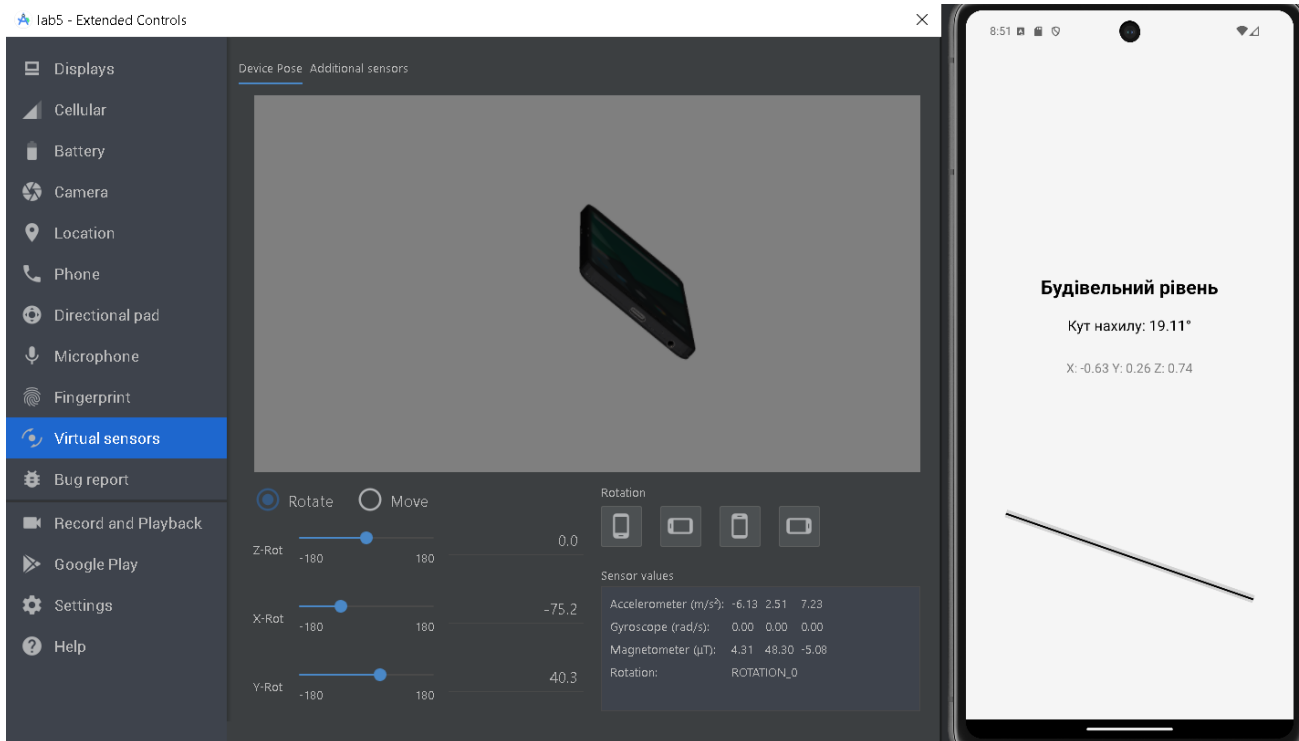 lab5 - Extended Controls
Displays
Cellular
Battery
Camera
Location
Phone
Directional pad
Microphone
Fingerprint
Virtual sensors
Bug report
Record and Playback
Google Play
Settings
Help
Device Pose Additional sensors
Rotate Move
Z-Rot -180 180 0.0
X-Rot -180 180 -75.2
Y-Rot -180 180 40.3
Rotation
Sensor values
Accelerometer (m/s²): -6.13 2.51 7.23
Gyroscope (rad/s): 0.00 0.00 0.00
Magnetometer (μT): 4.31 48.30 -5.08
Rotation: ROTATION_0
8:51
Будівельний рівень
Кут нахилу: 19.11°
X: -0.63 Y: 0.26 Z: 0.74